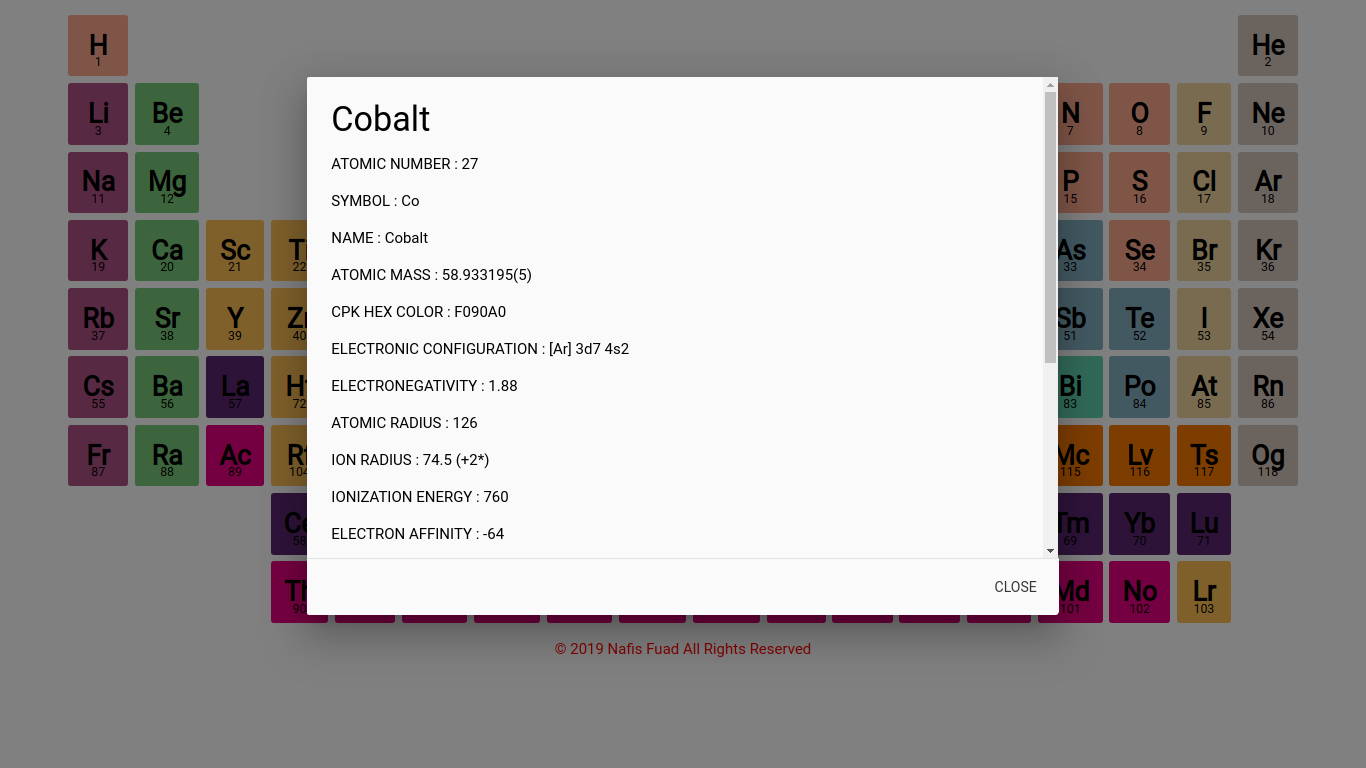 H
1
He
2
Li
3
Be
4
N
7
O
8
F
9
Ne
10
Na
11
Mg
12
P
15
S
16
Cl
17
Ar
18
K
19
Ca
20
Sc
21
22
As
33
Se
34
Br
35
Kr
36
Rb
37
Sr
38
Y
39
40
Sb
51
Te
52
I
53
Xe
54
Cs
55
Ba
56
La
57
72
Bi
83
Po
84
At
85
Rn
86
Fr
87
Ra
88
Ac
89
Mc
115
Lv
116
Ts
117
Og
118
Ce
58
Tm
69
Yb
70
Lu
71
90
Md
101
No
102
Lr
103
Cobalt
ATOMIC NUMBER : 27
SYMBOL : Co
NAME : Cobalt
ATOMIC MASS : 58.933195(5)
CPK HEX COLOR : F090A0
ELECTRONIC CONFIGURATION : [Ar] 3d7 4s2
ELECTRONEGATIVITY : 1.88
ATOMIC RADIUS : 126
ION RADIUS : 74.5 (+2*)
IONIZATION ENERGY : 760
ELECTRON AFFINITY : -64
CLOSE
© 2019 Nafis Fuad All Rights Reserved